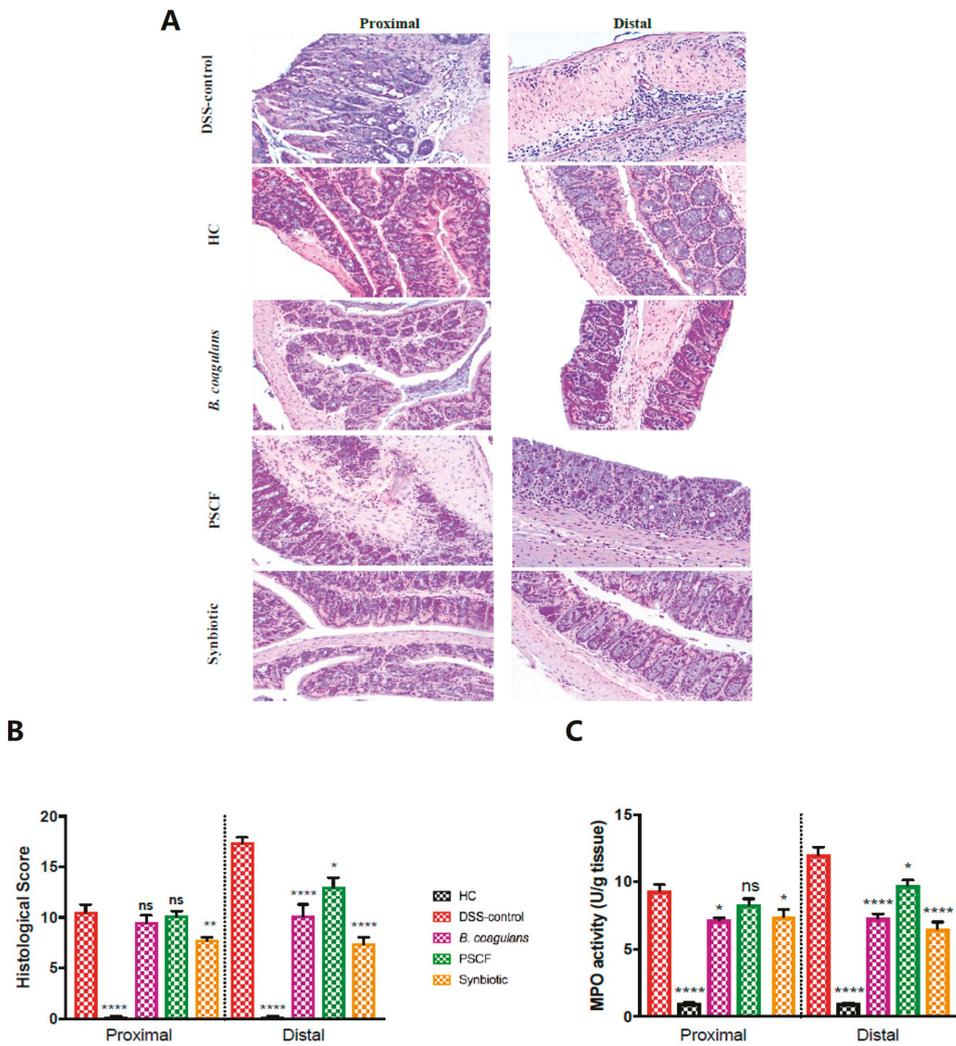 A
Proximal Distal
DSS-control
HC
B. coagulans
PSCF
Synbiotic
B
Histological Score
20
15
10
5
0
**** ns ns **
**** **** * ****
Proximal Distal
HC
DSS-control
B. coagulans
PSCF
Synbiotic
C
MPO activity (U/g tissue)
15
10
5
0
**** * ns *
**** **** * ****
Proximal Distal